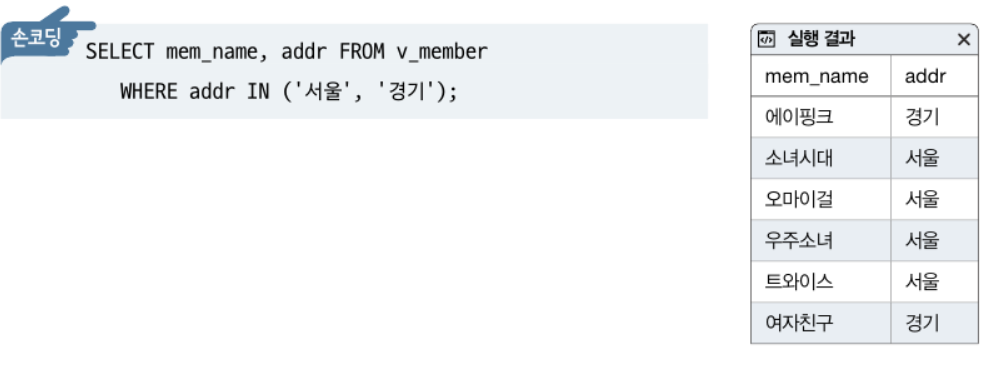 손코딩
SELECT mem_name, addr FROM v_member
WHERE addr IN ('서울', '경기');
실행 결과 ×
mem_name addr
에이핑크 경기
소녀시대 서울
오마이걸 서울
우주소녀 서울
트와이스 서울
여자친구 경기